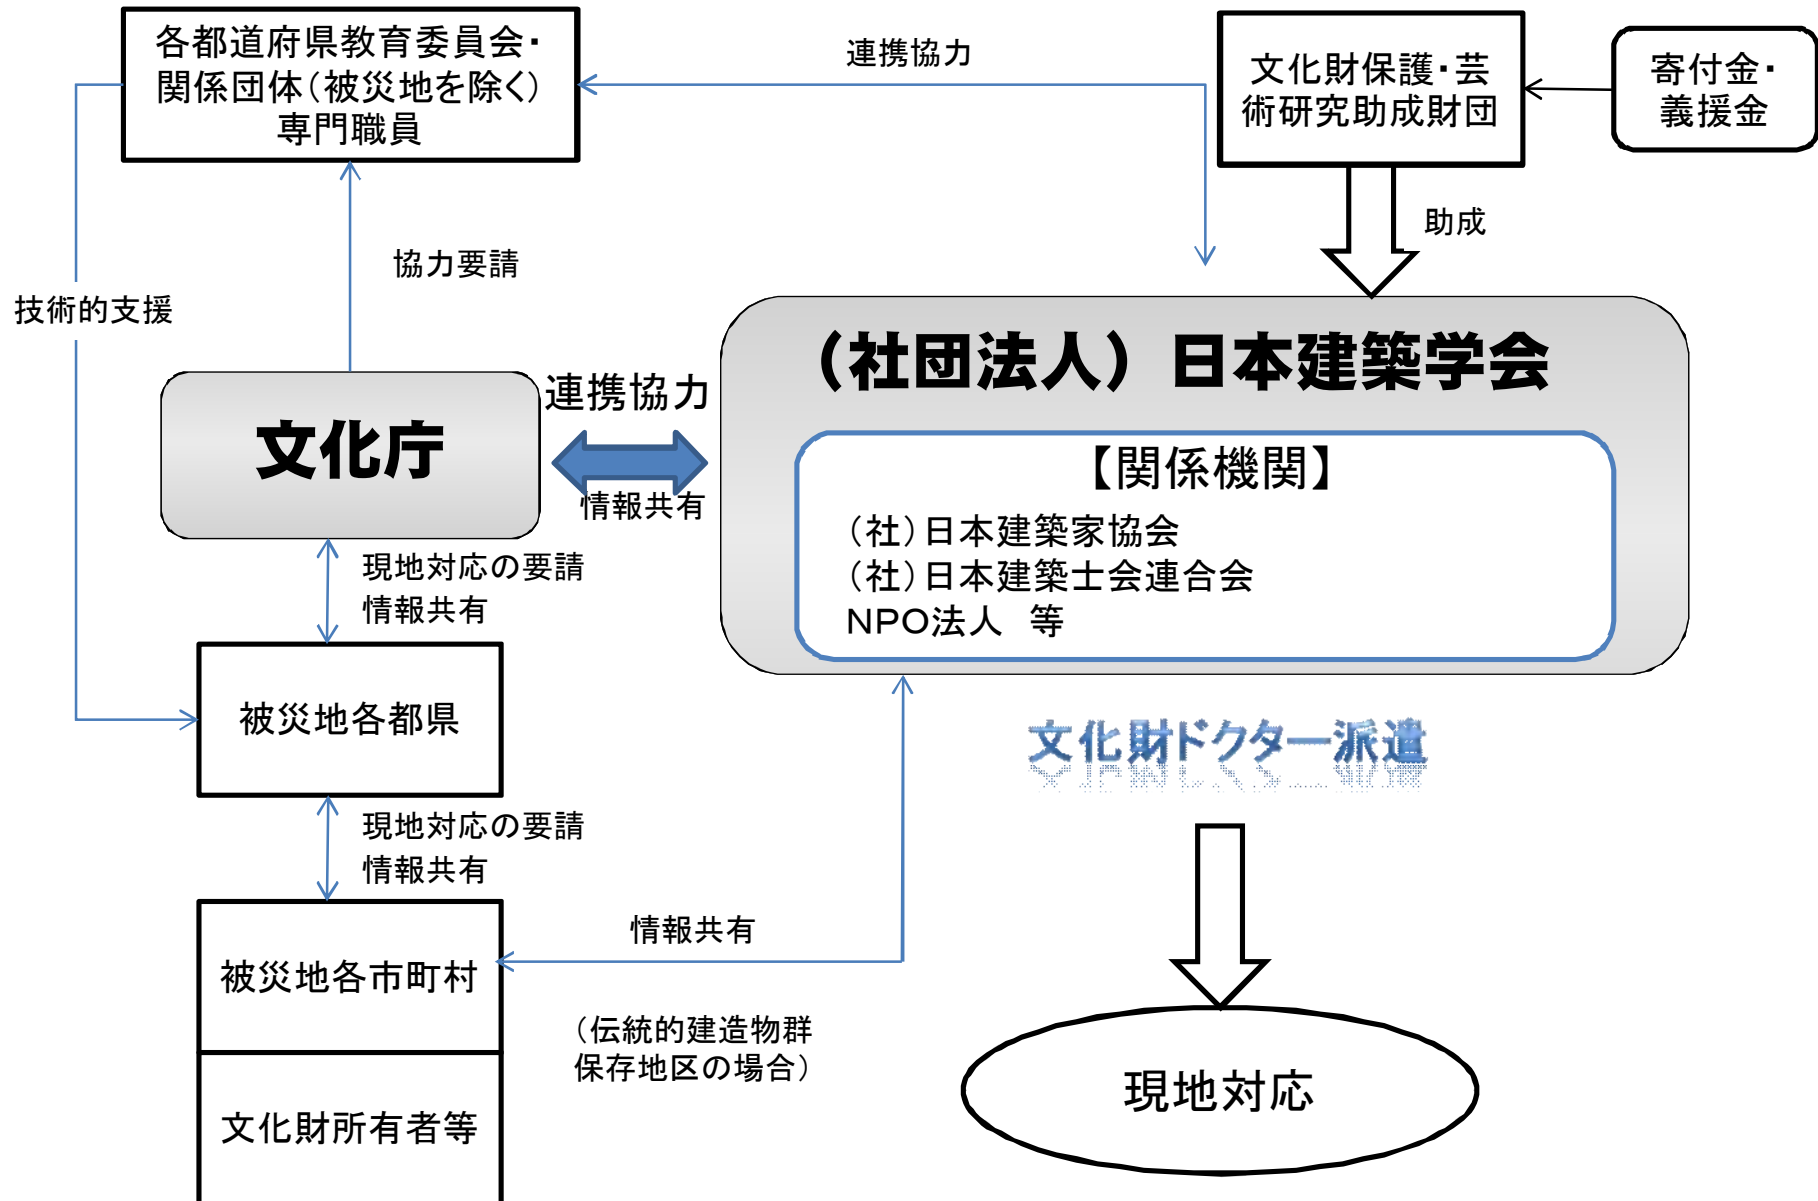 各都道府県教育委員会・
関係団体（被災地を除く）
専門職員
連携協力
文化財保護・芸
術研究助成財団
寄付金・
義援金
助成
協力要請
技術的支援
（社団法人）日本建築学会
連携協力
文化庁
情報共有
【関係機関】
（社）日本建築家協会
（社）日本建築士会連合会
NPO法人　等
現地対応の要請
情報共有
被災地各都県
文化財ドクター派遣
現地対応の要請
情報共有
情報共有
被災地各市町村
（伝統的建造物群
保存地区の場合）
現地対応
文化財所有者等